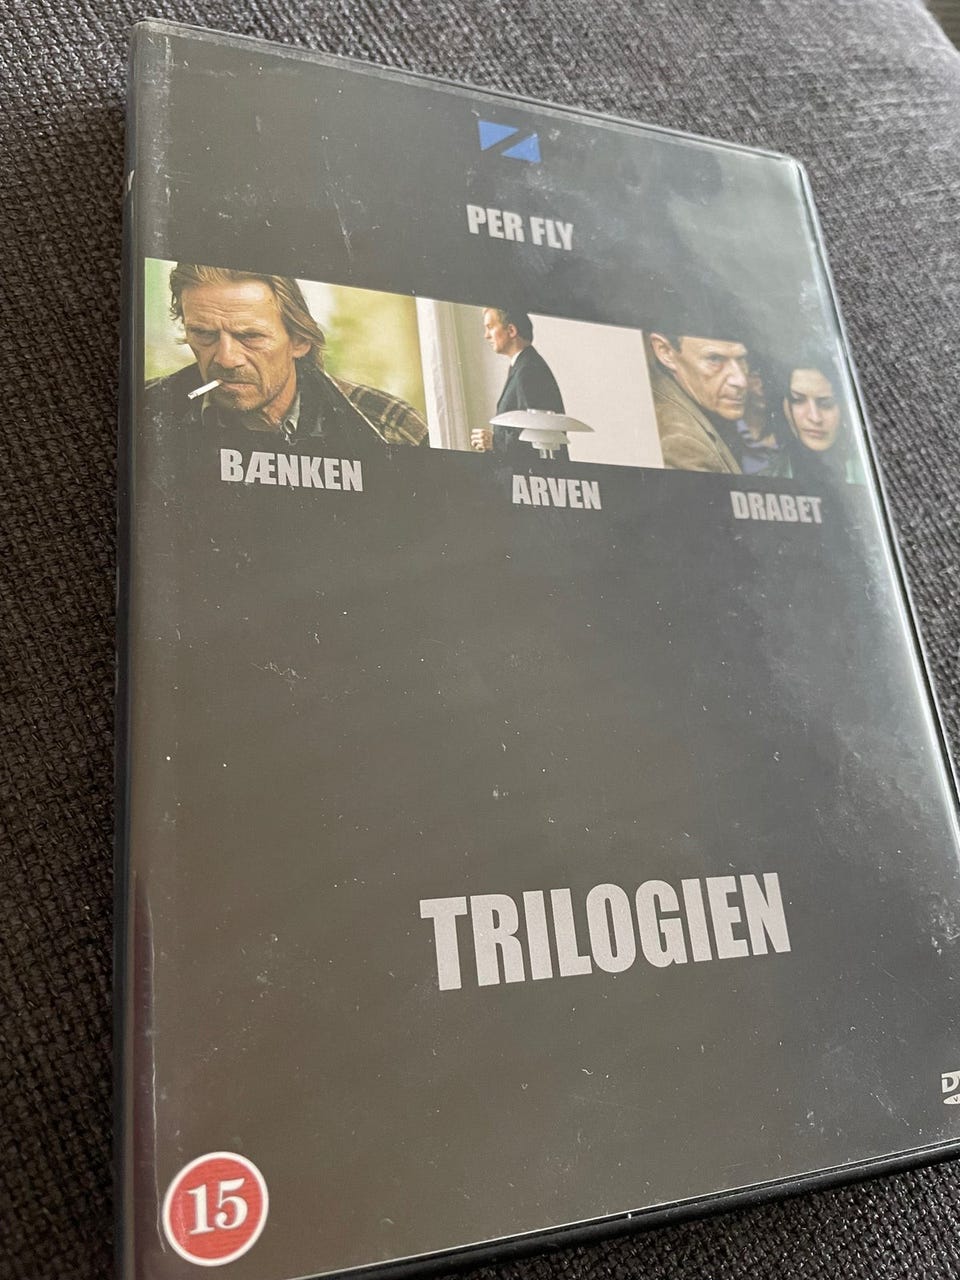 PER FLY
BÆNKEN
ARVEN
DRABET
TRILOGIEN
15